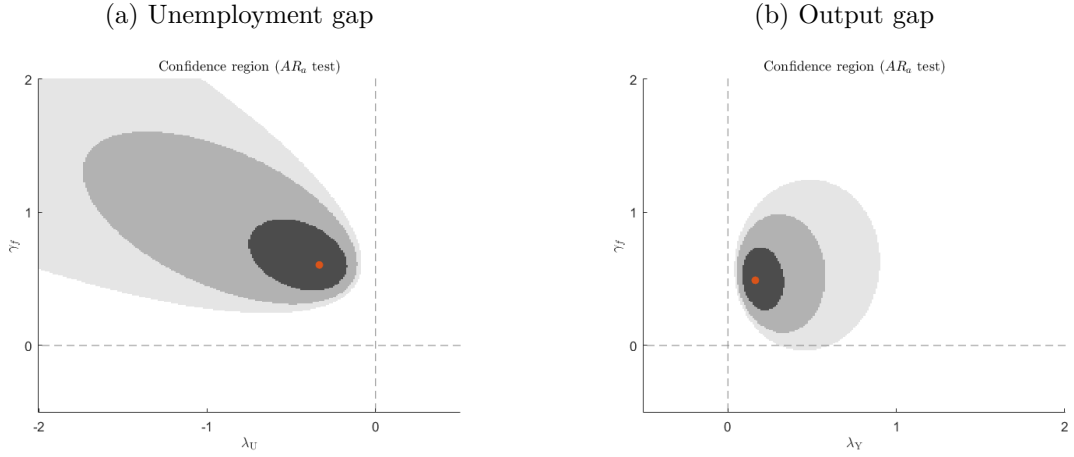 (a) Unemployment gap
Confidence region (AR_a test)
2
1
0
γ_f
-2
-1
0
λ_U
(b) Output gap
Confidence region (AR_a test)
2
1
0
γ_f
0
1
2
λ_Y